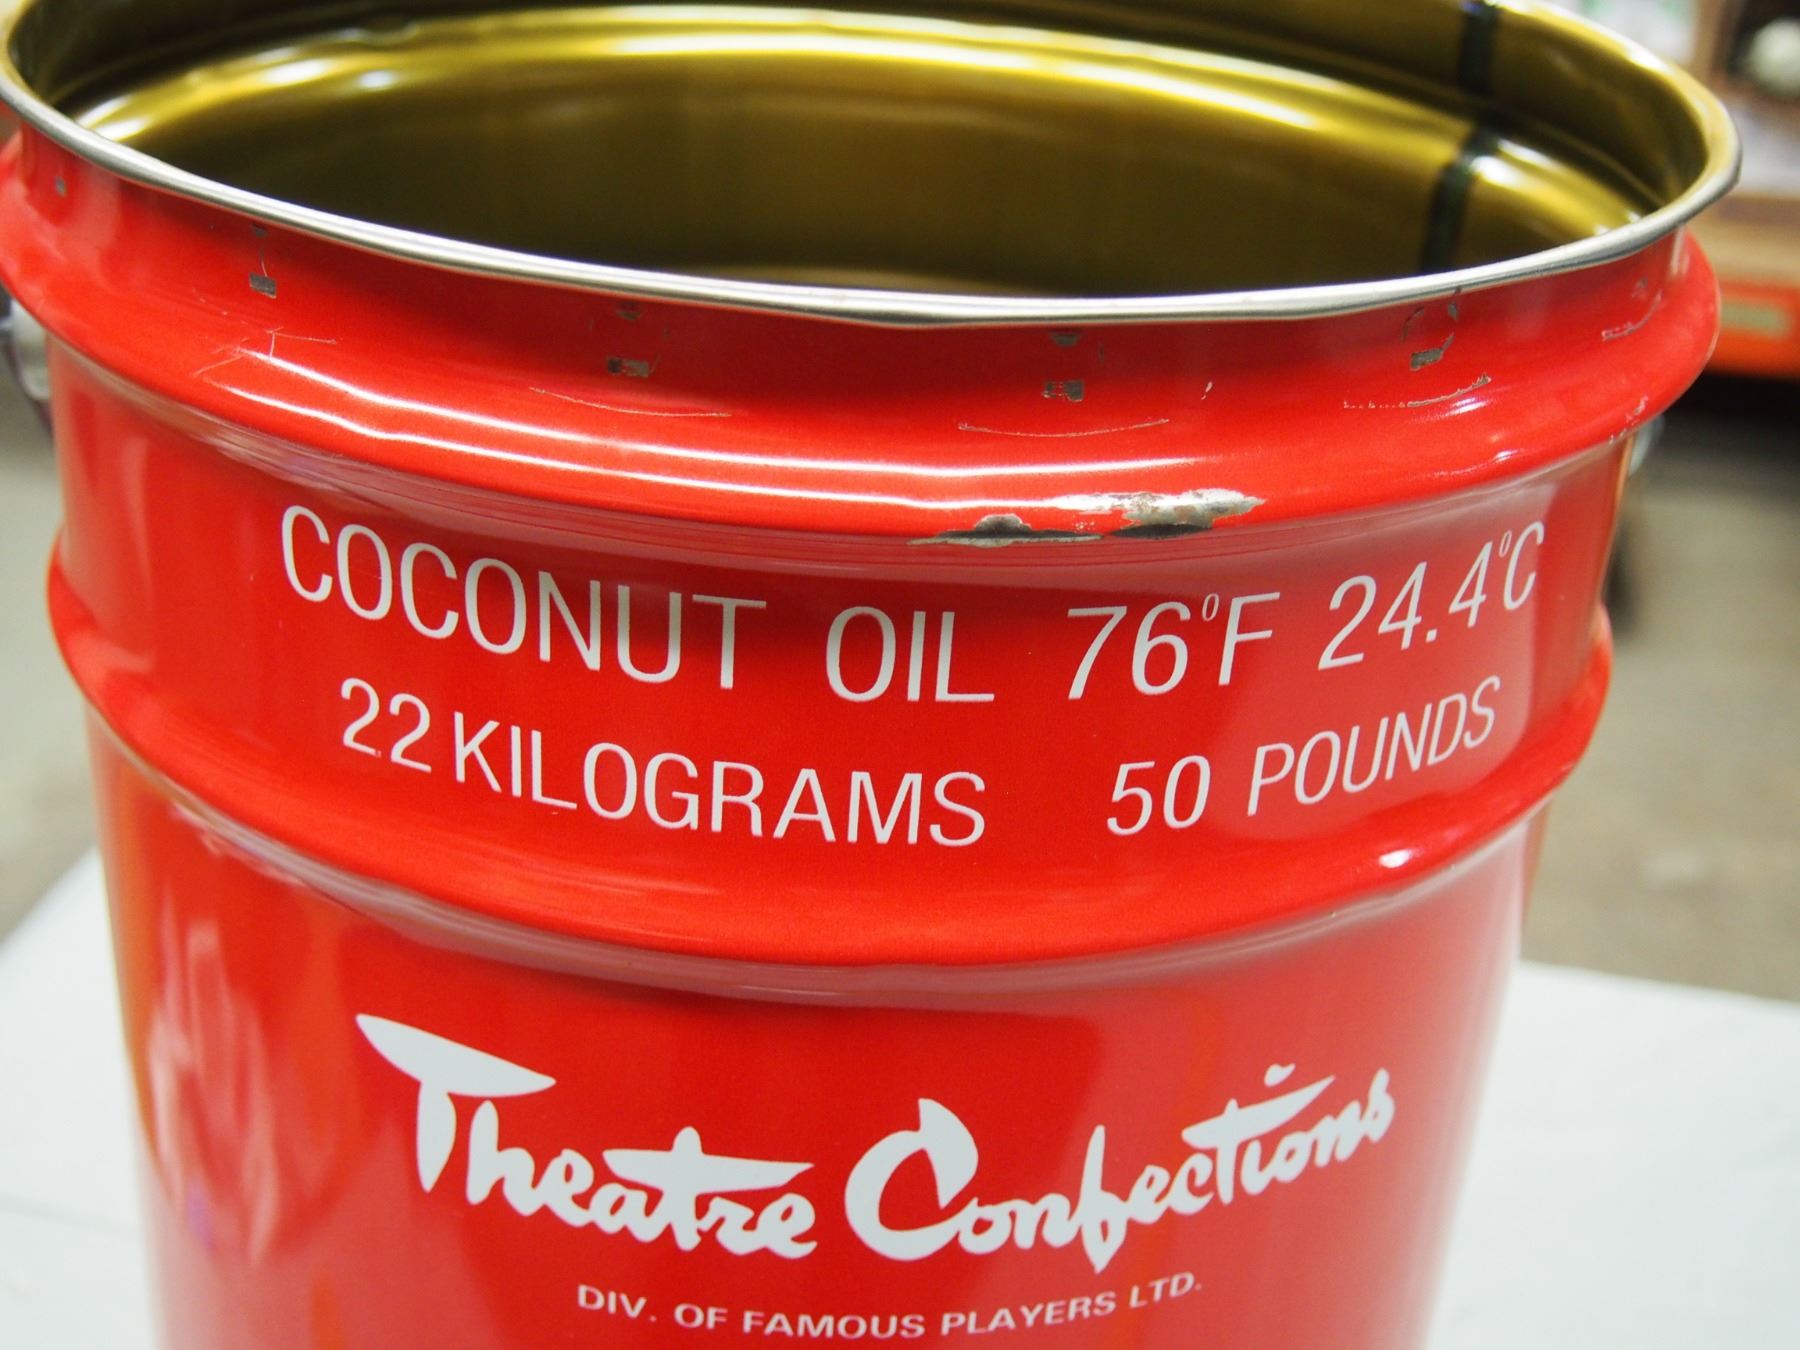 COCONUT OIL 76°F 24.4°C
22 KILOGRAMS 50 POUNDS
Theatre Confections
DIV. OF FAMOUS PLAYERS LTD.